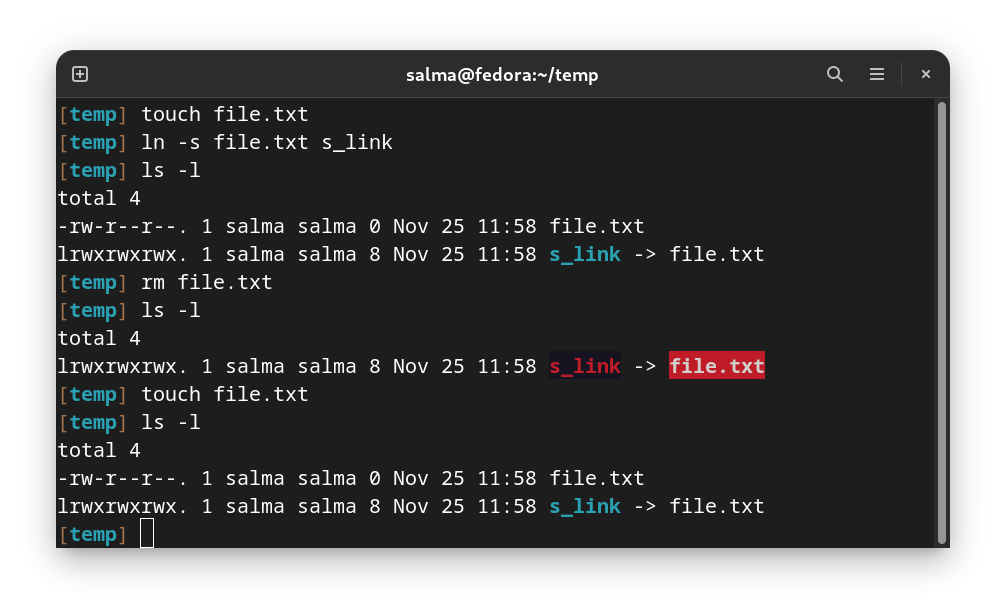 salma@fedora:~/temp
[temp] touch file.txt
[temp] ln -s file.txt s_link
[temp] ls -l
total 4
-rw-r--r--. 1 salma salma 0 Nov 25 11:58 file.txt
lrwxrwxrwx. 1 salma salma 8 Nov 25 11:58 s_link -> file.txt
[temp] rm file.txt
[temp] ls -l
total 4
lrwxrwxrwx. 1 salma salma 8 Nov 25 11:58 s_link -> file.txt
[temp] touch file.txt
[temp] ls -l
total 4
-rw-r--r--. 1 salma salma 0 Nov 25 11:58 file.txt
lrwxrwxrwx. 1 salma salma 8 Nov 25 11:58 s_link -> file.txt
[temp]